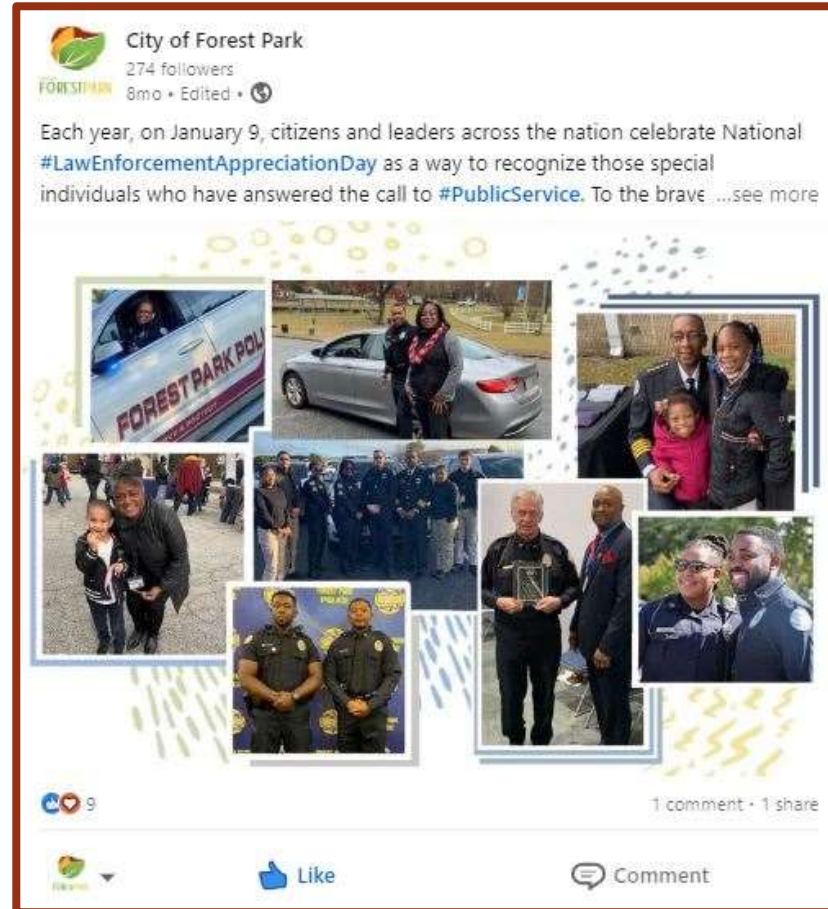 City of Forest Park
274 followers
FOREST PARK
8mo • Edited •
Each year, on January 9, citizens and leaders across the nation celebrate National
#LawEnforcementAppreciationDay as a way to recognize those special
individuals who have answered the call to #PublicService. To the brave ...see more
FOREST PARK POLI
9
1 comment • 1 share
Like
Comment